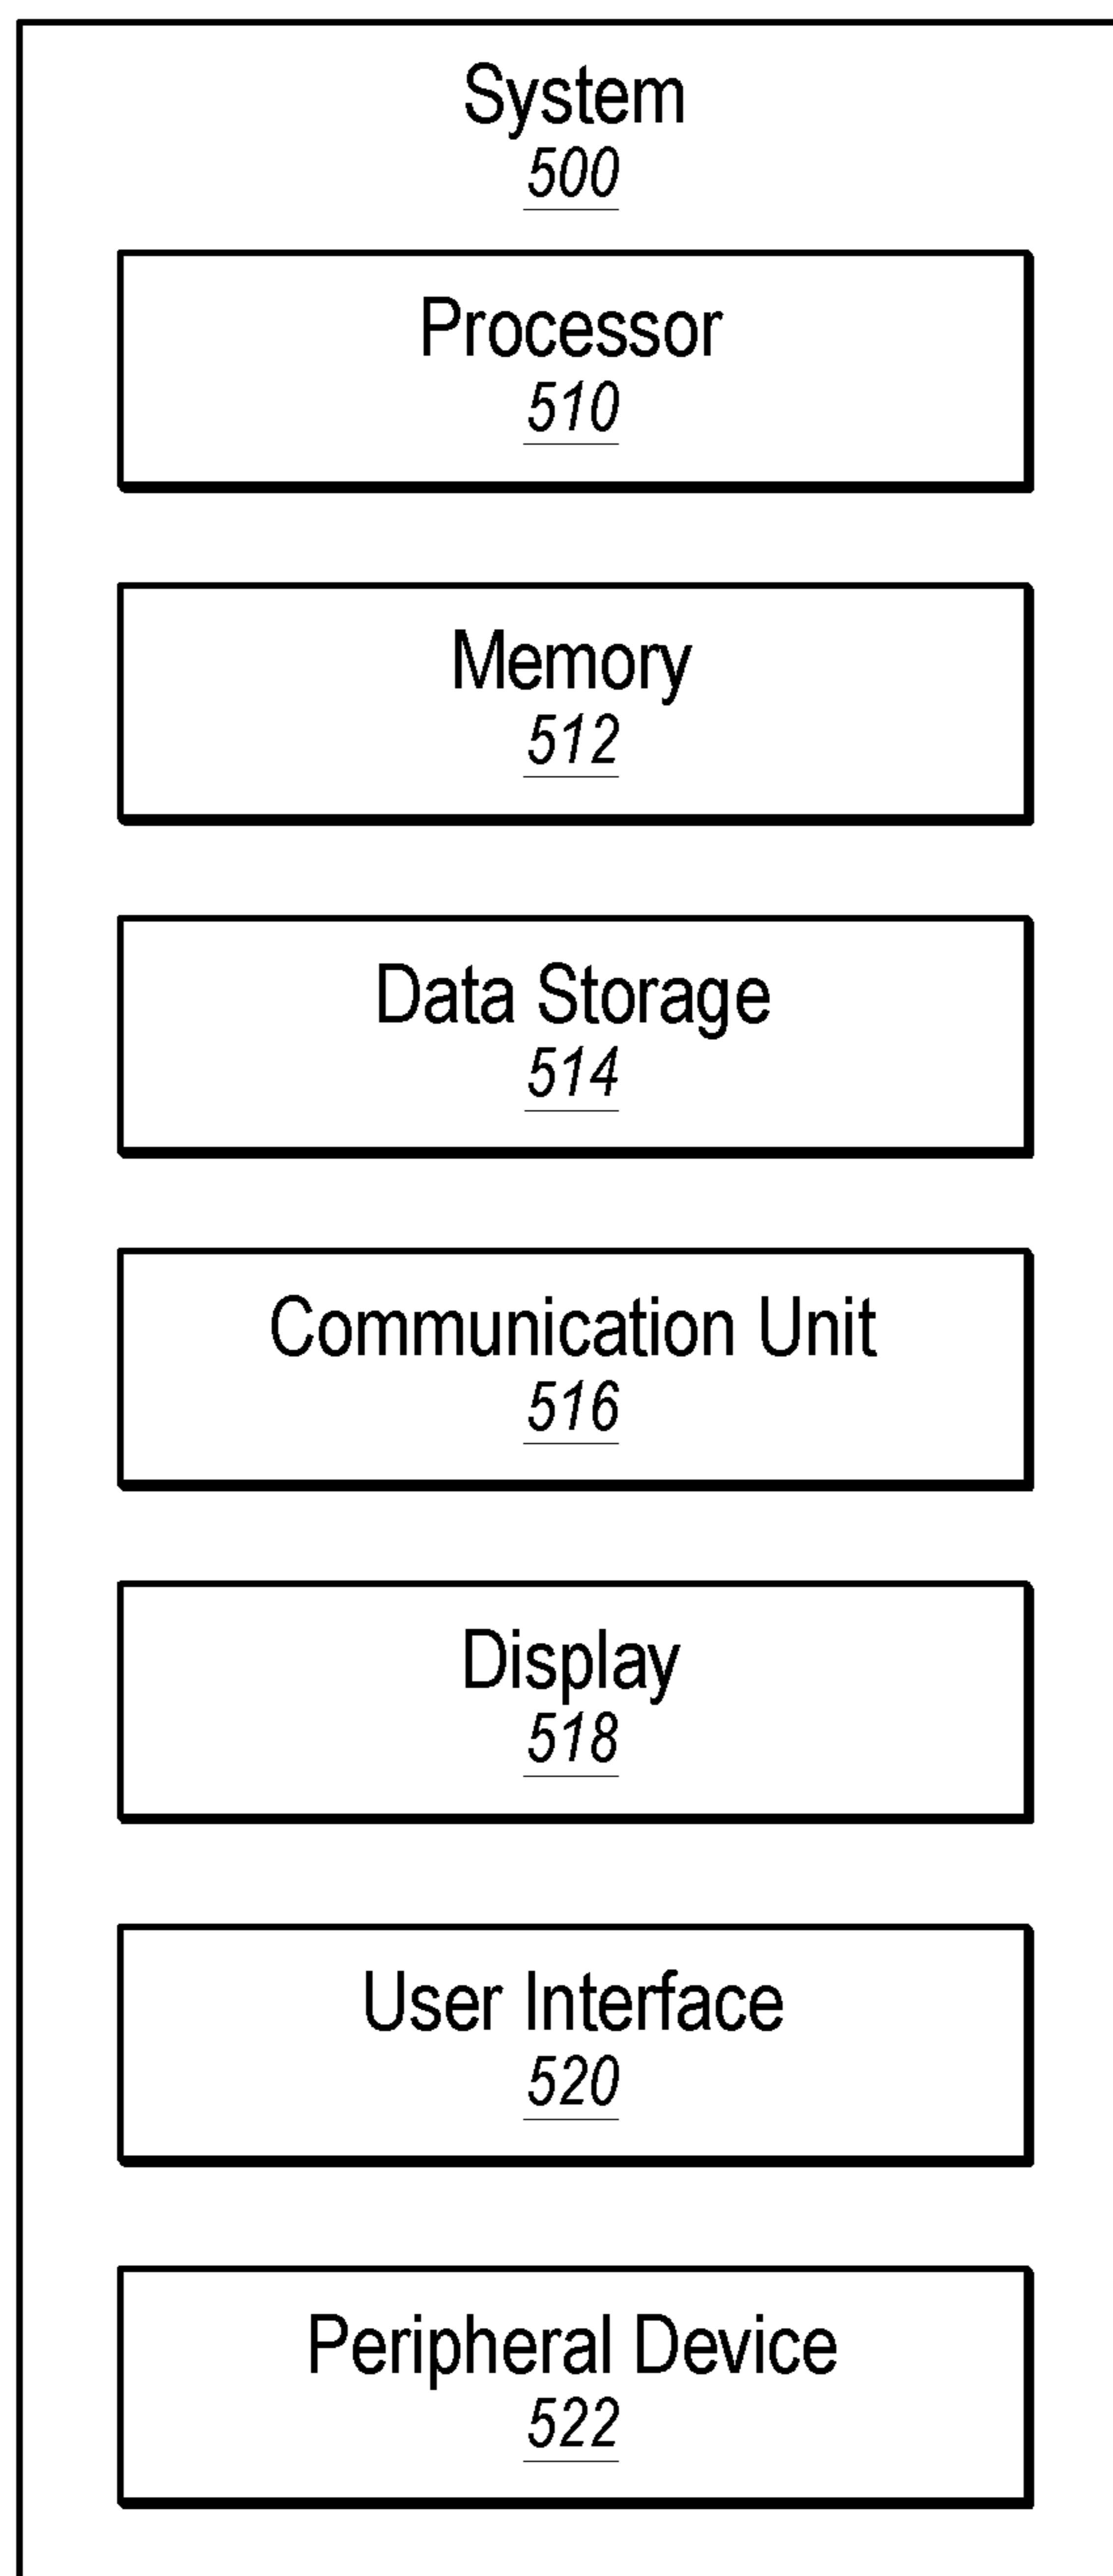 System
500
Processor
510
Memory
512
Data Storage
514
Communication Unit
516
Display
518
User Interface
520
Peripheral Device
522